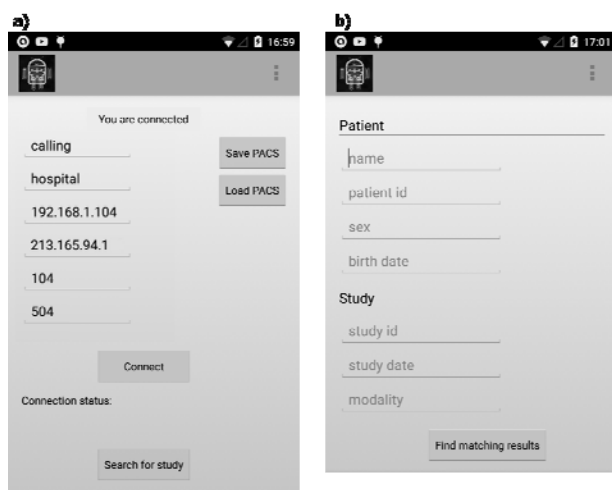 a)
16:59
You are connected
calling
Save PACS
hospital
Load PACS
192.168.1.104
213.165.94.1
104
504
Connect
Connection status:
Search for study
b)
17:01
Patient
name
patient id
sex
birth date
Study
study id
study date
modality
Find matching results